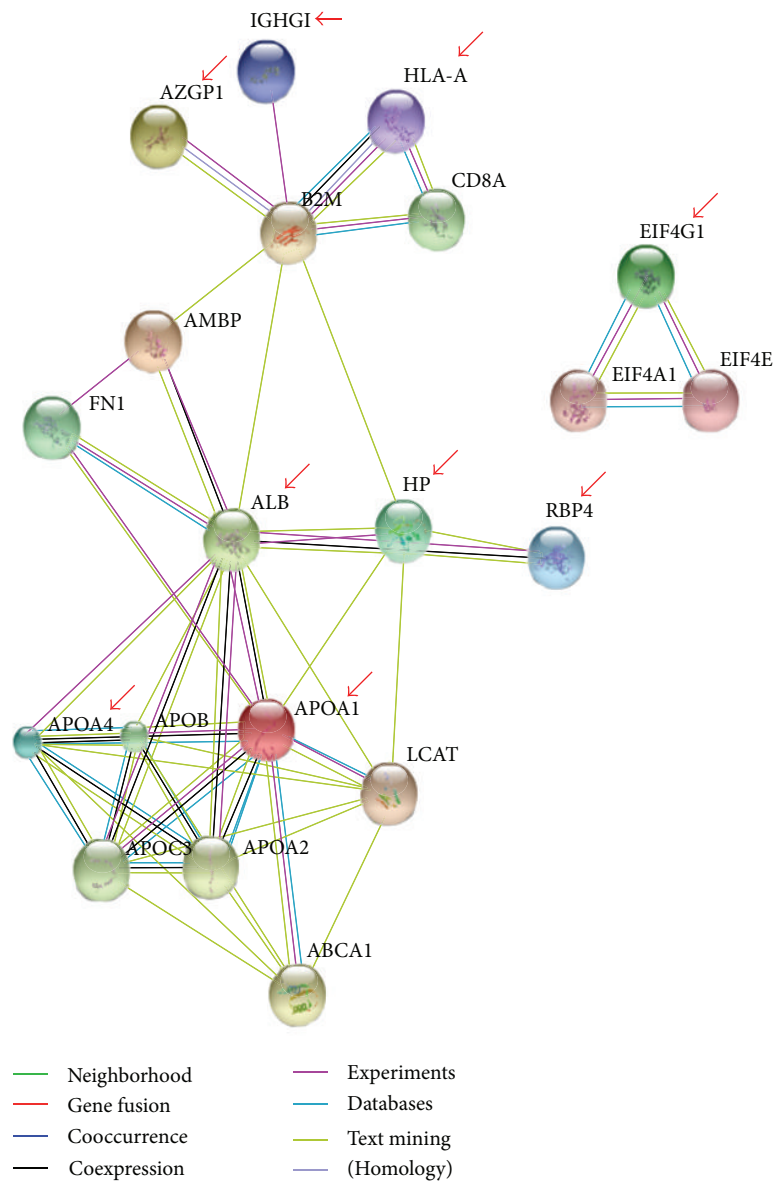 IGHGI
HLA-A
AZGP1
CD8A
B2M
EIF4G1
AMBP
EIF4A1
EIF4E
FN1
ALB
HP
RBP4
APOA4
APOB
APOA1
LCAT
APOC3
APOA2
ABCA1
Neighborhood
Gene fusion
Cooccurrence
Coexpression
Experiments
Databases
Text mining
(Homology)